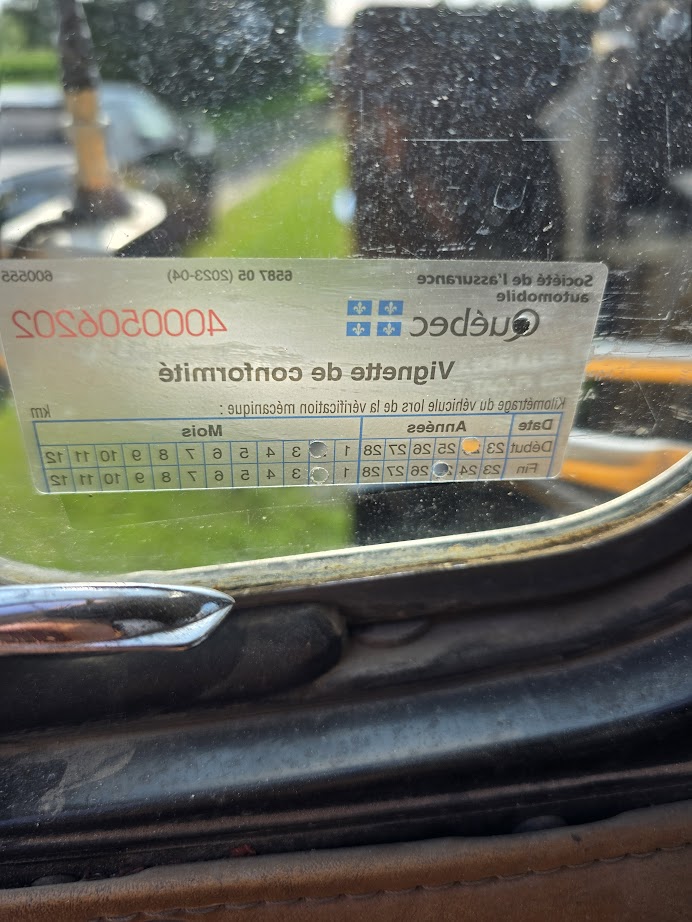 Société de l'assurance automobile
6587 05 (2023-04)
600555
Québec
4000506202
Vignette de conformité
Kilométrage du véhicule lors de la vérification mécanique : km
Date Années Mois
Début 23 25 26 27 28 1 3 4 5 6 7 8 9 10 11 12
Fin 23 24 26 27 28 1 3 4 5 6 7 8 9 10 11 12